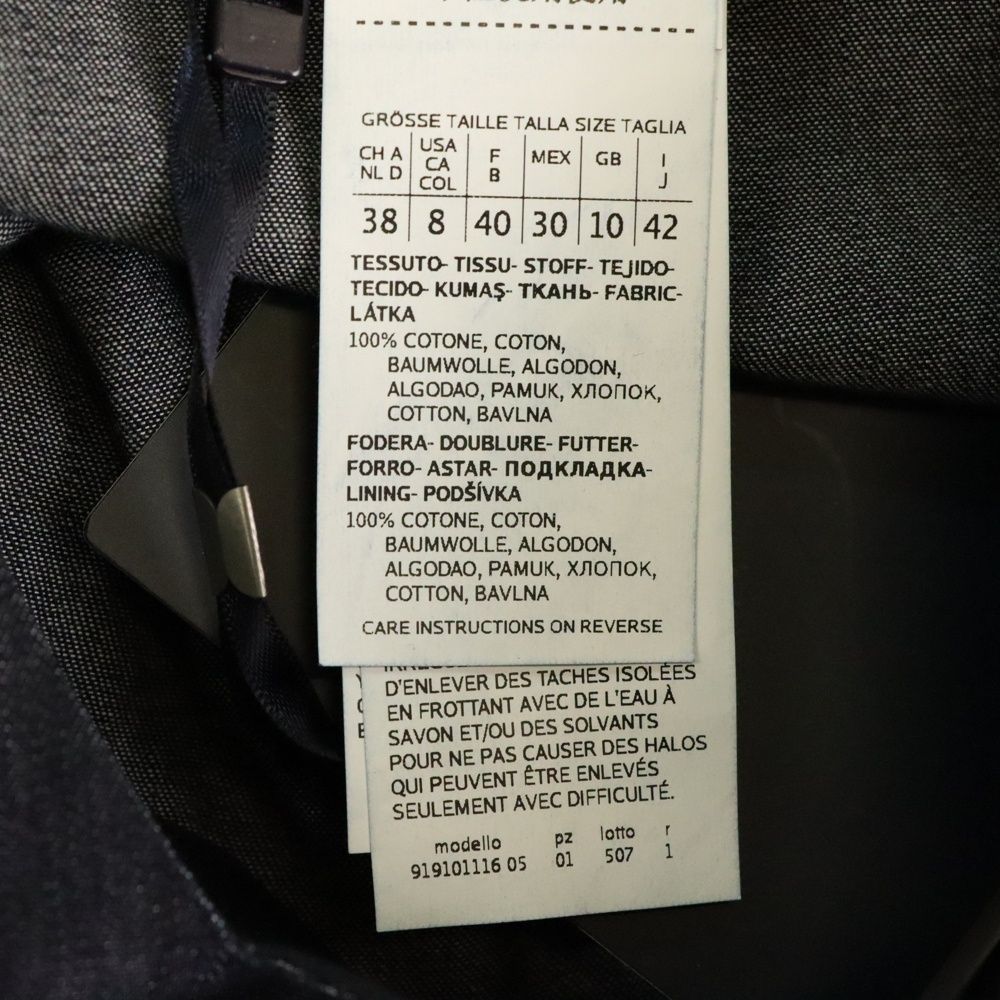 GRÖSSE TAILLE TALLA SIZE TAGLIA
CH A NL D USA CA COL F B MEX GB I J
38 8 40 30 10 42
TESSUTO- TISSU- STOFF- TEJIDO-
TECIDO- KUMAŞ- ТКАНЬ- FABRIC-
LÁTKA
100% COTONE, COTON,
BAUMWOLLE, ALGODON,
ALGODAO, PAMUK, ХЛОПОК,
COTTON, BAVLNA
FODERA- DOUBLURE- FUTTER-
FORRO- ASTAR- ПОДКЛАДКА-
LINING- PODŠÍVKA
100% COTONE, COTON,
BAUMWOLLE, ALGODON,
ALGODAO, PAMUK, ХЛОПОК,
COTTON, BAVLNA
CARE INSTRUCTIONS ON REVERSE
D'ENLEVER DES TACHES ISOLÉES
EN FROTTANT AVEC DE L'EAU À
SAVON ET/OU DES SOLVANTS
POUR NE PAS CAUSER DES HALOS
QUI PEUVENT ÊTRE ENLEVÉS
SEULEMENT AVEC DIFFICULTÉ.
modello pz lotto r
919101116 05 01 507 1